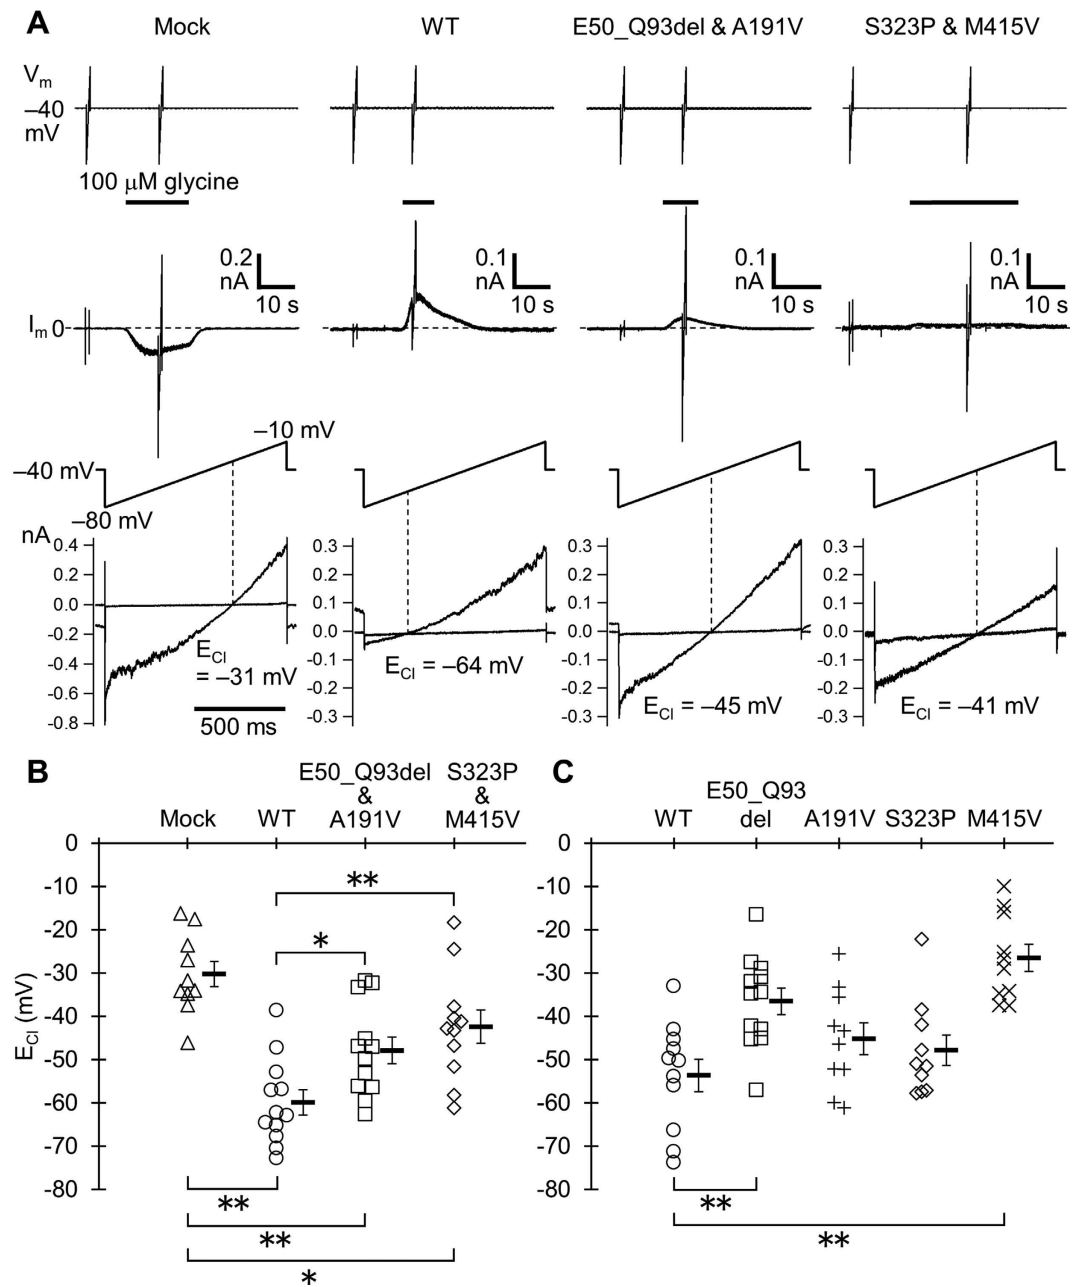 A
Mock
WT
E50_Q93del & A191V
S323P & M415V
Vm
–40
mV
100 μM glycine
0.2
nA
10 s
0.1
nA
10 s
0.1
nA
10 s
0.1
nA
10 s
Im 0
–10 mV
–40 mV
–80 mV
nA
0.4
0.2
0.0
-0.2
-0.4
-0.6
-0.8
ECl
= –31 mV
500 ms
0.3
0.2
0.1
0.0
-0.1
-0.2
-0.3
ECl = –64 mV
0.3
0.2
0.1
0.0
-0.1
-0.2
-0.3
ECl = –45 mV
0.3
0.2
0.1
0.0
-0.1
-0.2
-0.3
ECl = –41 mV
B
Mock
WT
E50_Q93del
&
A191V
S323P
&
M415V
0
-10
-20
-30
-40
-50
-60
-70
-80
ECl (mV)
**
*
**
**
*
C
WT
E50_Q93
del
A191V
S323P
M415V
0
-10
-20
-30
-40
-50
-60
-70
-80
**
**